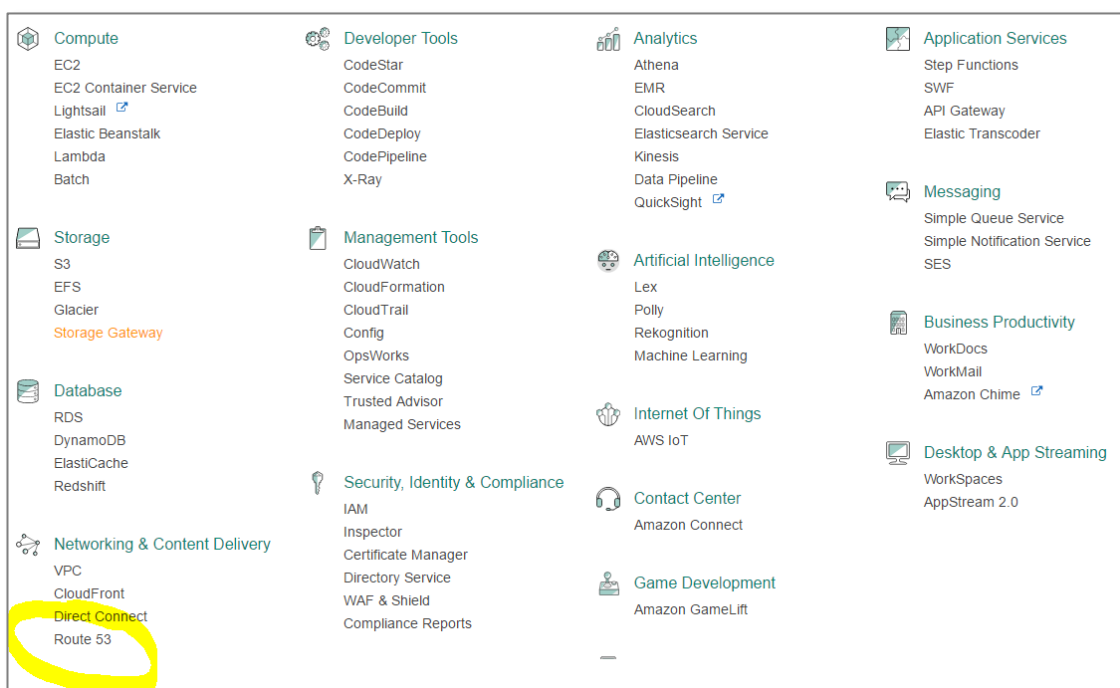 Compute
EC2
EC2 Container Service
Lightsail
Elastic Beanstalk
Lambda
Batch
Storage
S3
EFS
Glacier
Storage Gateway
Database
RDS
DynamoDB
ElastiCache
Redshift
Networking & Content Delivery
VPC
CloudFront
Direct Connect
Route 53
Developer Tools
CodeStar
CodeCommit
CodeBuild
CodeDeploy
CodePipeline
X-Ray
Management Tools
CloudWatch
CloudFormation
CloudTrail
Config
OpsWorks
Service Catalog
Trusted Advisor
Managed Services
Security, Identity & Compliance
IAM
Inspector
Certificate Manager
Directory Service
WAF & Shield
Compliance Reports
Analytics
Athena
EMR
CloudSearch
Elasticsearch Service
Kinesis
Data Pipeline
QuickSight
Artificial Intelligence
Lex
Polly
Rekognition
Machine Learning
Internet Of Things
AWS IoT
Contact Center
Amazon Connect
Game Development
Amazon GameLift
Application Services
Step Functions
SWF
API Gateway
Elastic Transcoder
Messaging
Simple Queue Service
Simple Notification Service
SES
Business Productivity
WorkDocs
WorkMail
Amazon Chime
Desktop & App Streaming
WorkSpaces
AppStream 2.0